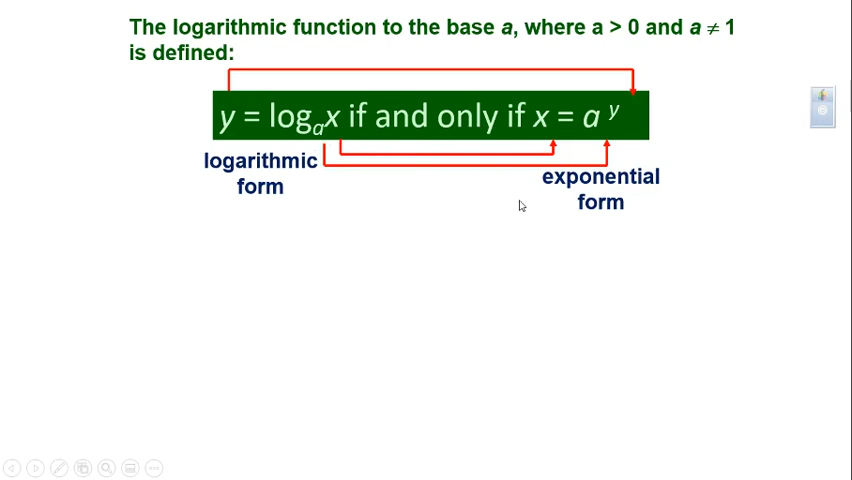 The logarithmic function to the base a, where a > 0 and a ≠ 1
is defined:
y = logₐx if and only if x = a ʸ
logarithmic
form
exponential
form